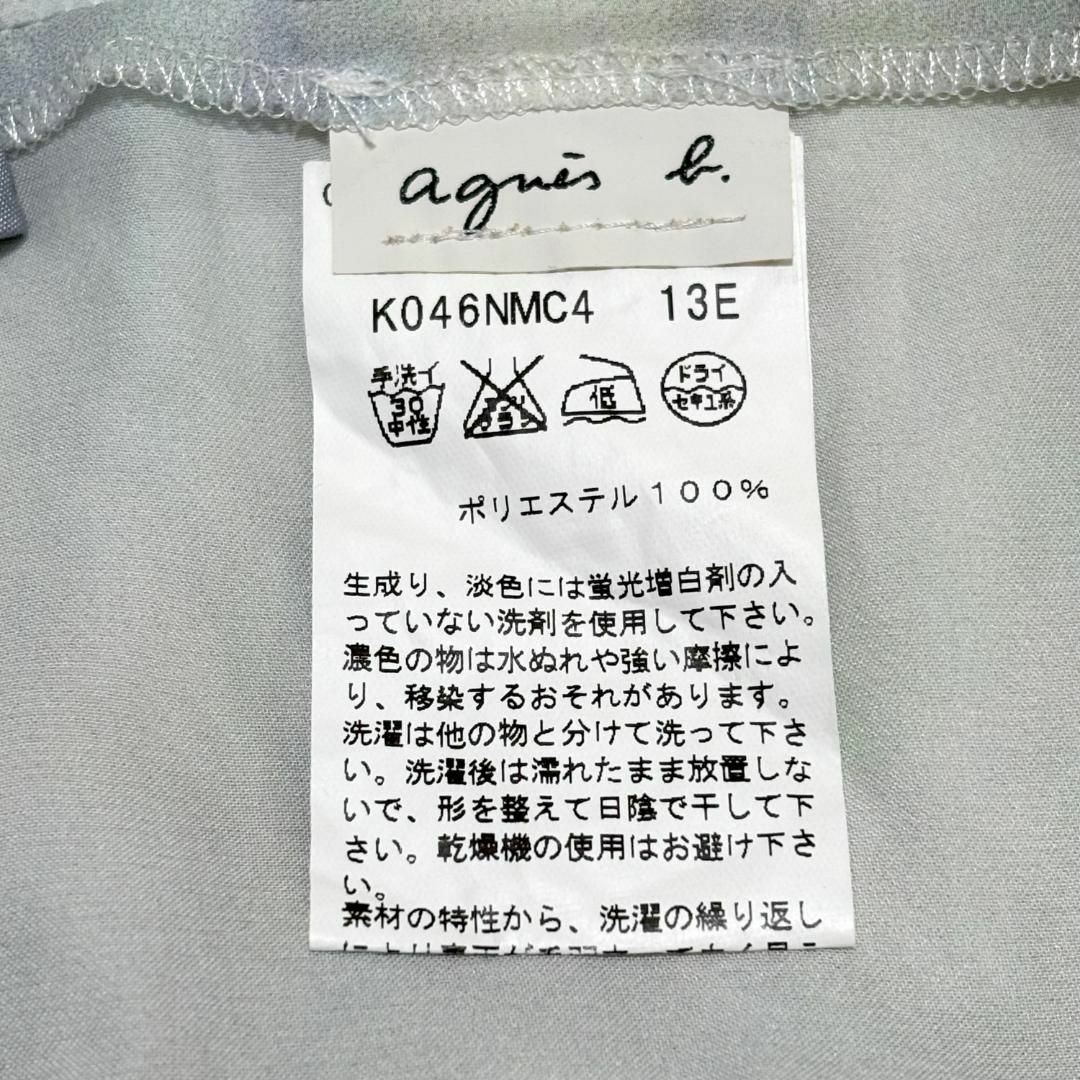 agnès b.
K046NMC4 13E
手洗イ
30
中性
低
ドライ
セキユ系
ポリエステル100%
生成り、淡色には蛍光増白剤の入
っていない洗剤を使用して下さい。
濃色の物は水ぬれや強い摩擦によ
り、移染するおそれがあります。
洗濯は他の物と分けて洗って下さ
い。洗濯後は濡れたまま放置しな
いで、形を整えて日陰で干して下
さい。乾燥機の使用はお避け下さ
い。
素材の特性から、洗濯の繰り返し